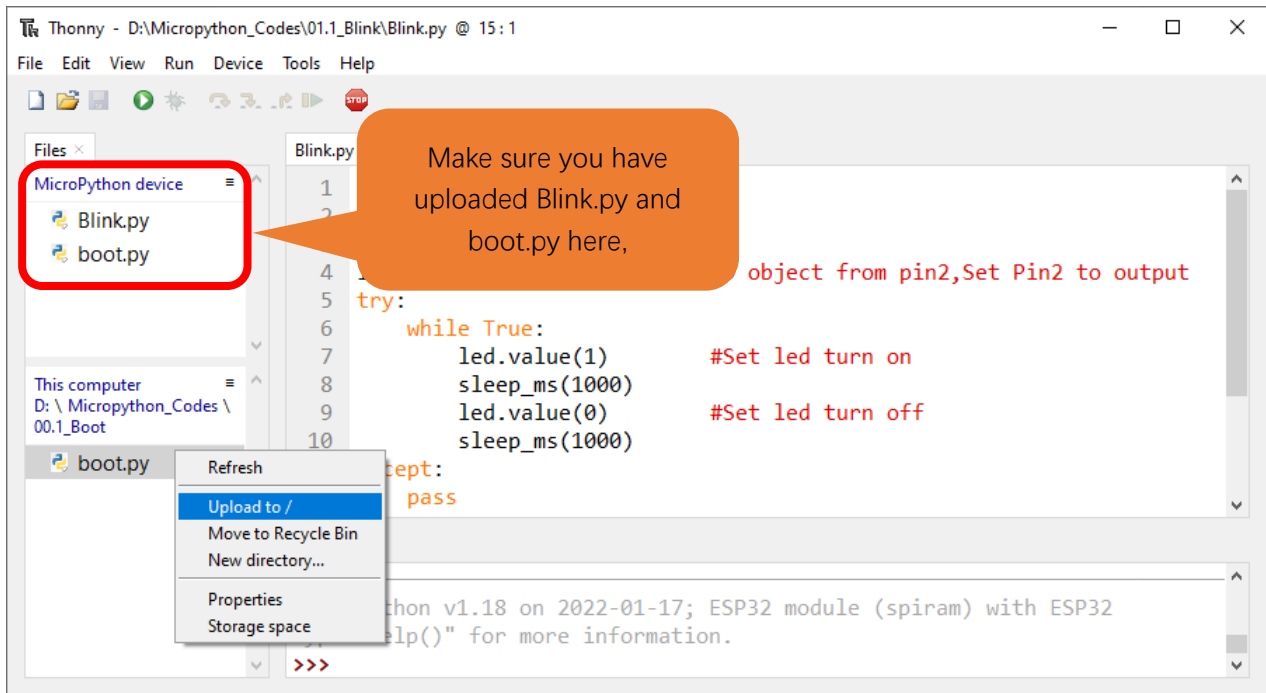 Thonny - D:\Micropython_Codes\01.1_Blink\Blink.py @ 15:1
File Edit View Run Device Tools Help
STOP
Files
MicroPython device
Blink.py
boot.py
This computer
D: \ Micropython_Codes \
00.1_Boot
boot.py
Refresh
Upload to /
Move to Recycle Bin
New directory...
Properties
Storage space
Make sure you have
uploaded Blink.py and
boot.py here,
Blink.py
1
2
4 object from pin2,Set Pin2 to output
5 try:
6 while True:
7 led.value(1) #Set led turn on
8 sleep_ms(1000)
9 led.value(0) #Set led turn off
10 sleep_ms(1000)
cept:
pass
thon v1.18 on 2022-01-17; ESP32 module (spiram) with ESP32
elp()" for more information.
>>>